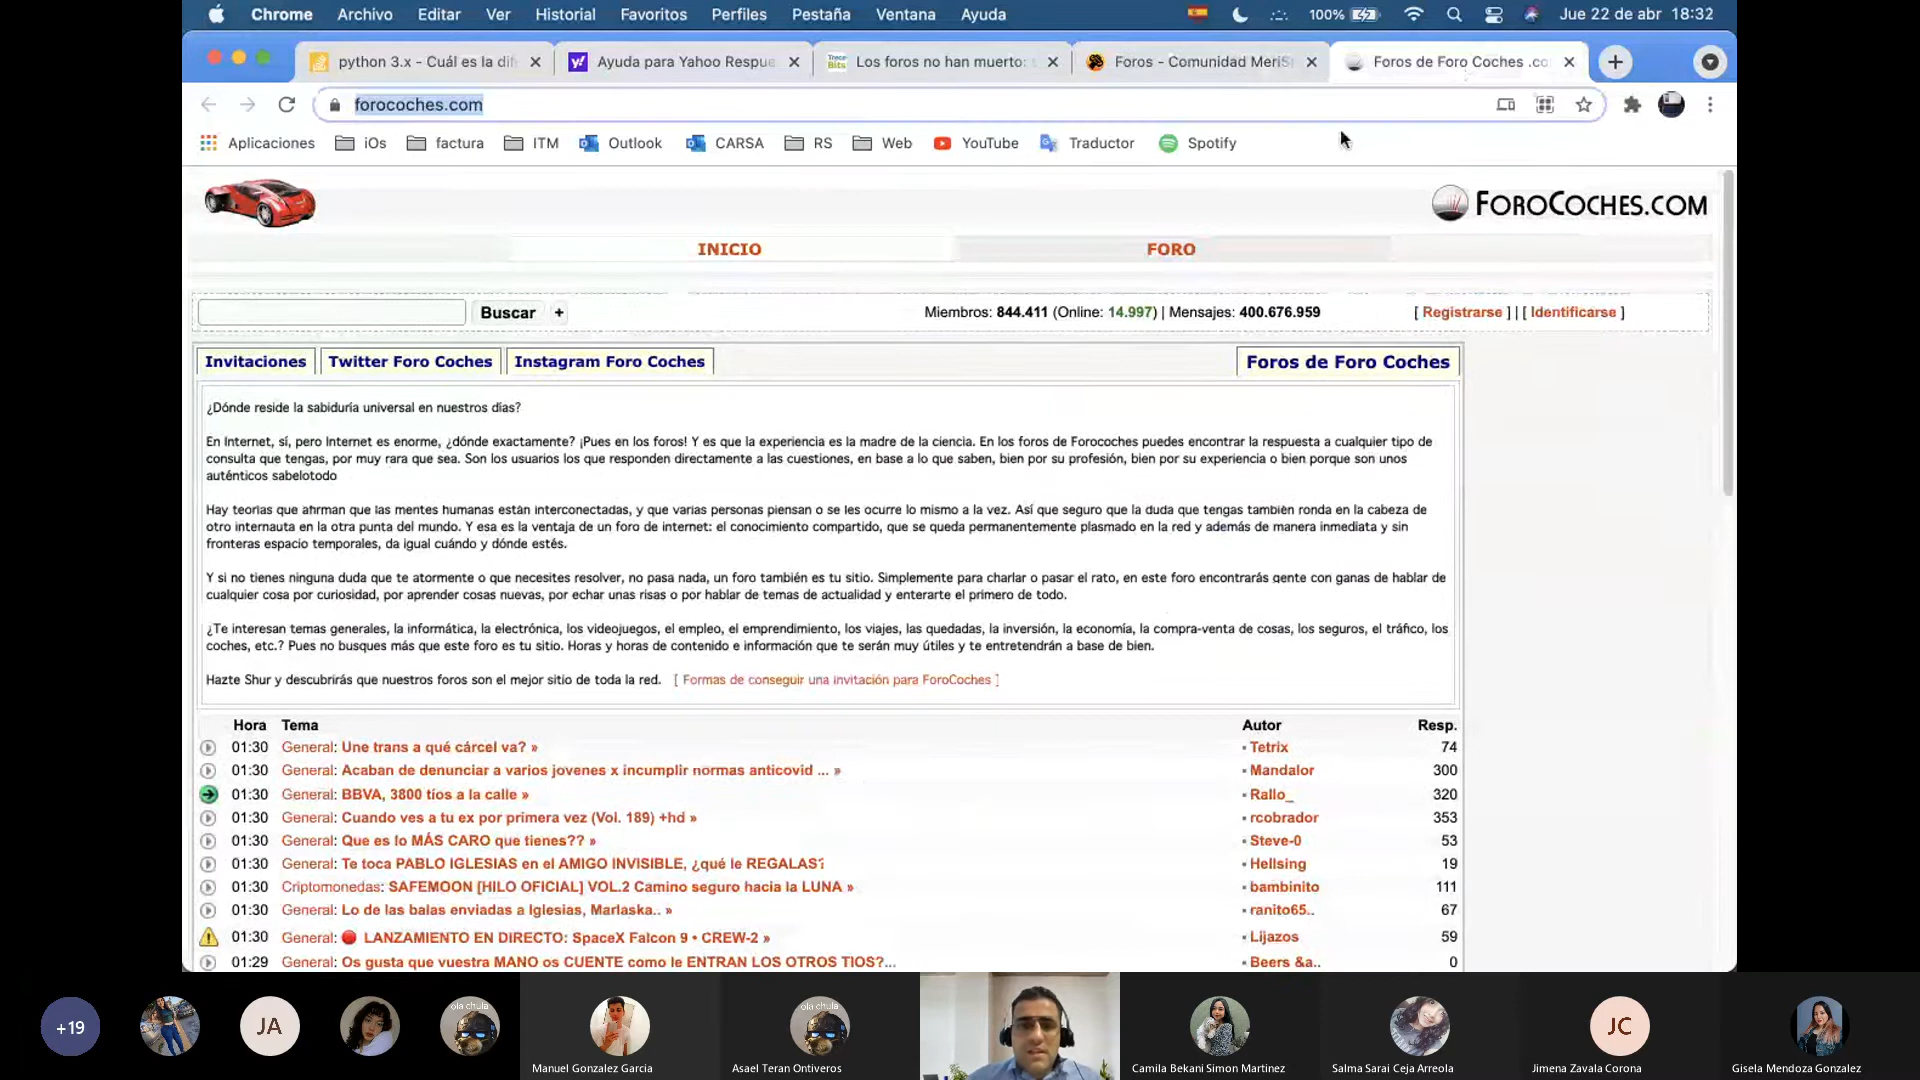 Chrome Archivo Editar Ver Historial Favoritos Perfiles Pestaña Ventana Ayuda 100% Jue 22 de abr 18:32
python 3.x - Cuál es la dif Ayuda para Yahoo Respue Los foros no han muerto: Foros - Comunidad MeriS Foros de Foro Coches .co
forocoches.com
Aplicaciones iOs factura ITM Outlook CARSA RS Web YouTube Traductor Spotify
FOROCOCHES.COM
INICIO FORO
Buscar + Miembros: 844.411 (Online: 14.997) | Mensajes: 400.676.959 [ Registrarse ] | [ Identificarse ]
Invitaciones Twitter Foro Coches Instagram Foro Coches Foros de Foro Coches
¿Dónde reside la sabiduría universal en nuestros días?
En Internet, sí, pero Internet es enorme, ¿dónde exactamente? ¡Pues en los foros! Y es que la experiencia es la madre de la ciencia. En los foros de Forocoches puedes encontrar la respuesta a cualquier tipo de
consulta que tengas, por muy rara que sea. Son los usuarios los que responden directamente a las cuestiones, en base a lo que saben, bien por su profesión, bien por su experiencia o bien porque son unos
auténticos sabelotodo
Hay teorías que afirman que las mentes humanas están interconectadas, y que varias personas piensan o se les ocurre lo mismo a la vez. Así que seguro que la duda que tengas también ronda en la cabeza de
otro internauta en la otra punta del mundo. Y esa es la ventaja de un foro de internet: el conocimiento compartido, que se queda permanentemente plasmado en la red y además de manera inmediata y sin
fronteras espacio temporales, da igual cuándo y dónde estés.
Y si no tienes ninguna duda que te atormente o que necesites resolver, no pasa nada, un foro también es tu sitio. Simplemente para charlar o pasar el rato, en este foro encontrarás gente con ganas de hablar de
cualquier cosa por curiosidad, por aprender cosas nuevas, por echar unas risas o por hablar de temas de actualidad y enterarte el primero de todo.
¿Te interesan temas generales, la informática, la electrónica, los videojuegos, el empleo, el emprendimiento, los viajes, las quedadas, la inversión, la economía, la compra-venta de cosas, los seguros, el tráfico, los
coches, etc.? Pues no busques más que este foro es tu sitio. Horas y horas de contenido e información que te serán muy útiles y te entretendrán a base de bien.
Hazte Shur y descubrirás que nuestros foros son el mejor sitio de toda la red. [ Formas de conseguir una invitación para ForoCoches ]
Hora Tema Autor Resp.
01:30 General: Une trans a qué cárcel va? » Tetrix 74
01:30 General: Acaban de denunciar a varios jovenes x incumplir normas anticovid ... » Mandalor 300
01:30 General: BBVA, 3800 tíos a la calle » Rallo_ 320
01:30 General: Cuando ves a tu ex por primera vez (Vol. 189) +hd » rcobrador 353
01:30 General: Que es lo MÁS CARO que tienes?? » Steve-0 53
01:30 General: Te toca PABLO IGLESIAS en el AMIGO INVISIBLE, ¿qué le REGALAS? Hellsing 19
01:30 Criptomonedas: SAFEMOON [HILO OFICIAL] VOL.2 Camino seguro hacia la LUNA » bambinito 111
01:30 General: Lo de las balas enviadas a Iglesias, Marlaska.. » ranito65.. 67
01:30 General: LANZAMIENTO EN DIRECTO: SpaceX Falcon 9 • CREW-2 » Lijazos 59
01:29 General: Os gusta que vuestra MANO os CUENTE como le ENTRAN LOS OTROS TIOS?... Beers &a.. 0
+19 JA ola chula ola chula JC
Manuel Gonzalez Garcia Asael Teran Ontiveros Camila Bekani Simon Martinez Salma Sarai Ceja Arreola Jimena Zavala Corona Gisela Mendoza Gonzalez